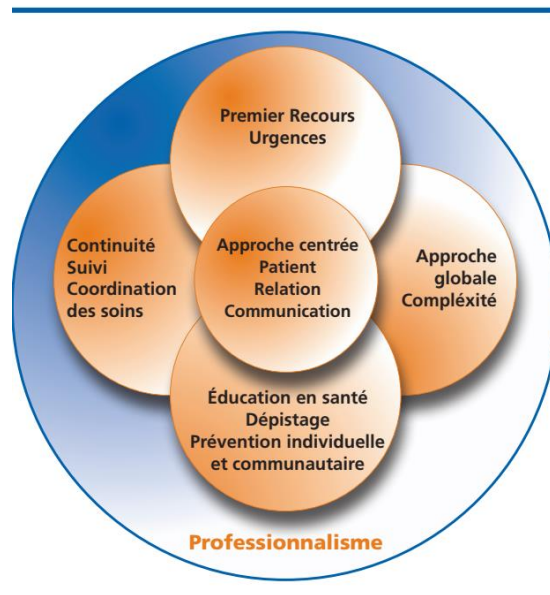 Premier Recours
Urgences
Continuité
Suivi
Coordination
des soins
Approche centrée
Patient
Relation
Communication
Approche
globale
Compléxité
Éducation en santé
Dépistage
Prévention individuelle
et communautaire
Professionnalisme